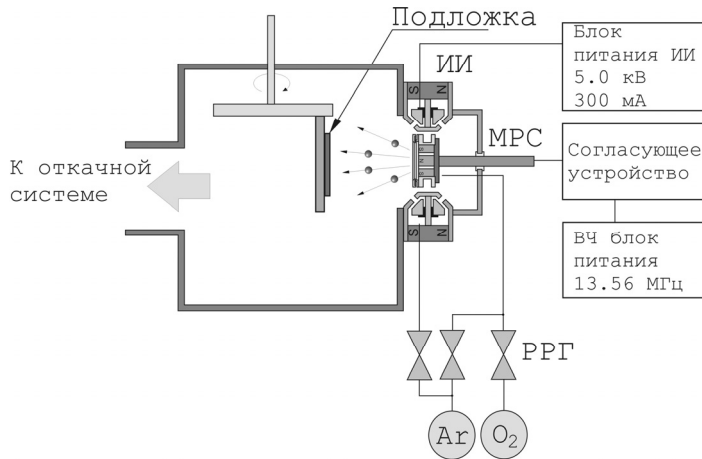 Подложка
Блок
питания ИИ
5.0 кВ
300 мА
ИИ
S N
МРС
S
N
S
Согласующее
устройство
К откачной
системе
S N
ВЧ блок
питания
13.56 МГц
РРГ
Ar
O2